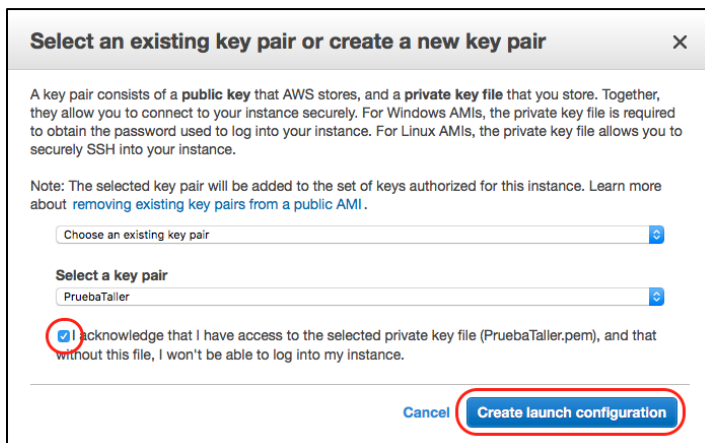 Select an existing key pair or create a new key pair
A key pair consists of a public key that AWS stores, and a private key file that you store. Together,
they allow you to connect to your instance securely. For Windows AMIs, the private key file is required
to obtain the password used to log into your instance. For Linux AMIs, the private key file allows you to
securely SSH into your instance.
Note: The selected key pair will be added to the set of keys authorized for this instance. Learn more
about removing existing key pairs from a public AMI .
Choose an existing key pair
Select a key pair
PruebaTaller
I acknowledge that I have access to the selected private key file (PruebaTaller.pem), and that
without this file, I won't be able to log into my instance.
Cancel Create launch configuration